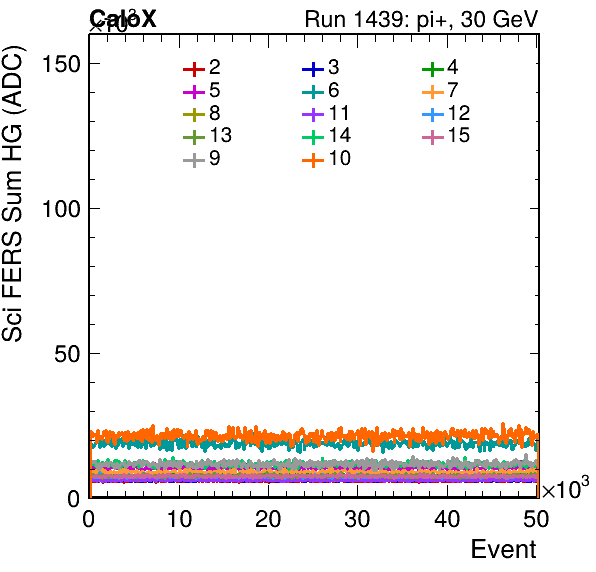 CaloX
×10³
Run 1439: pi+, 30 GeV
Sci FERS Sum HG (ADC)
150
100
50
0
2 3 4
5 6 7
8 11 12
13 14 15
9 10
0 10 20 30 40 50
×10³
Event